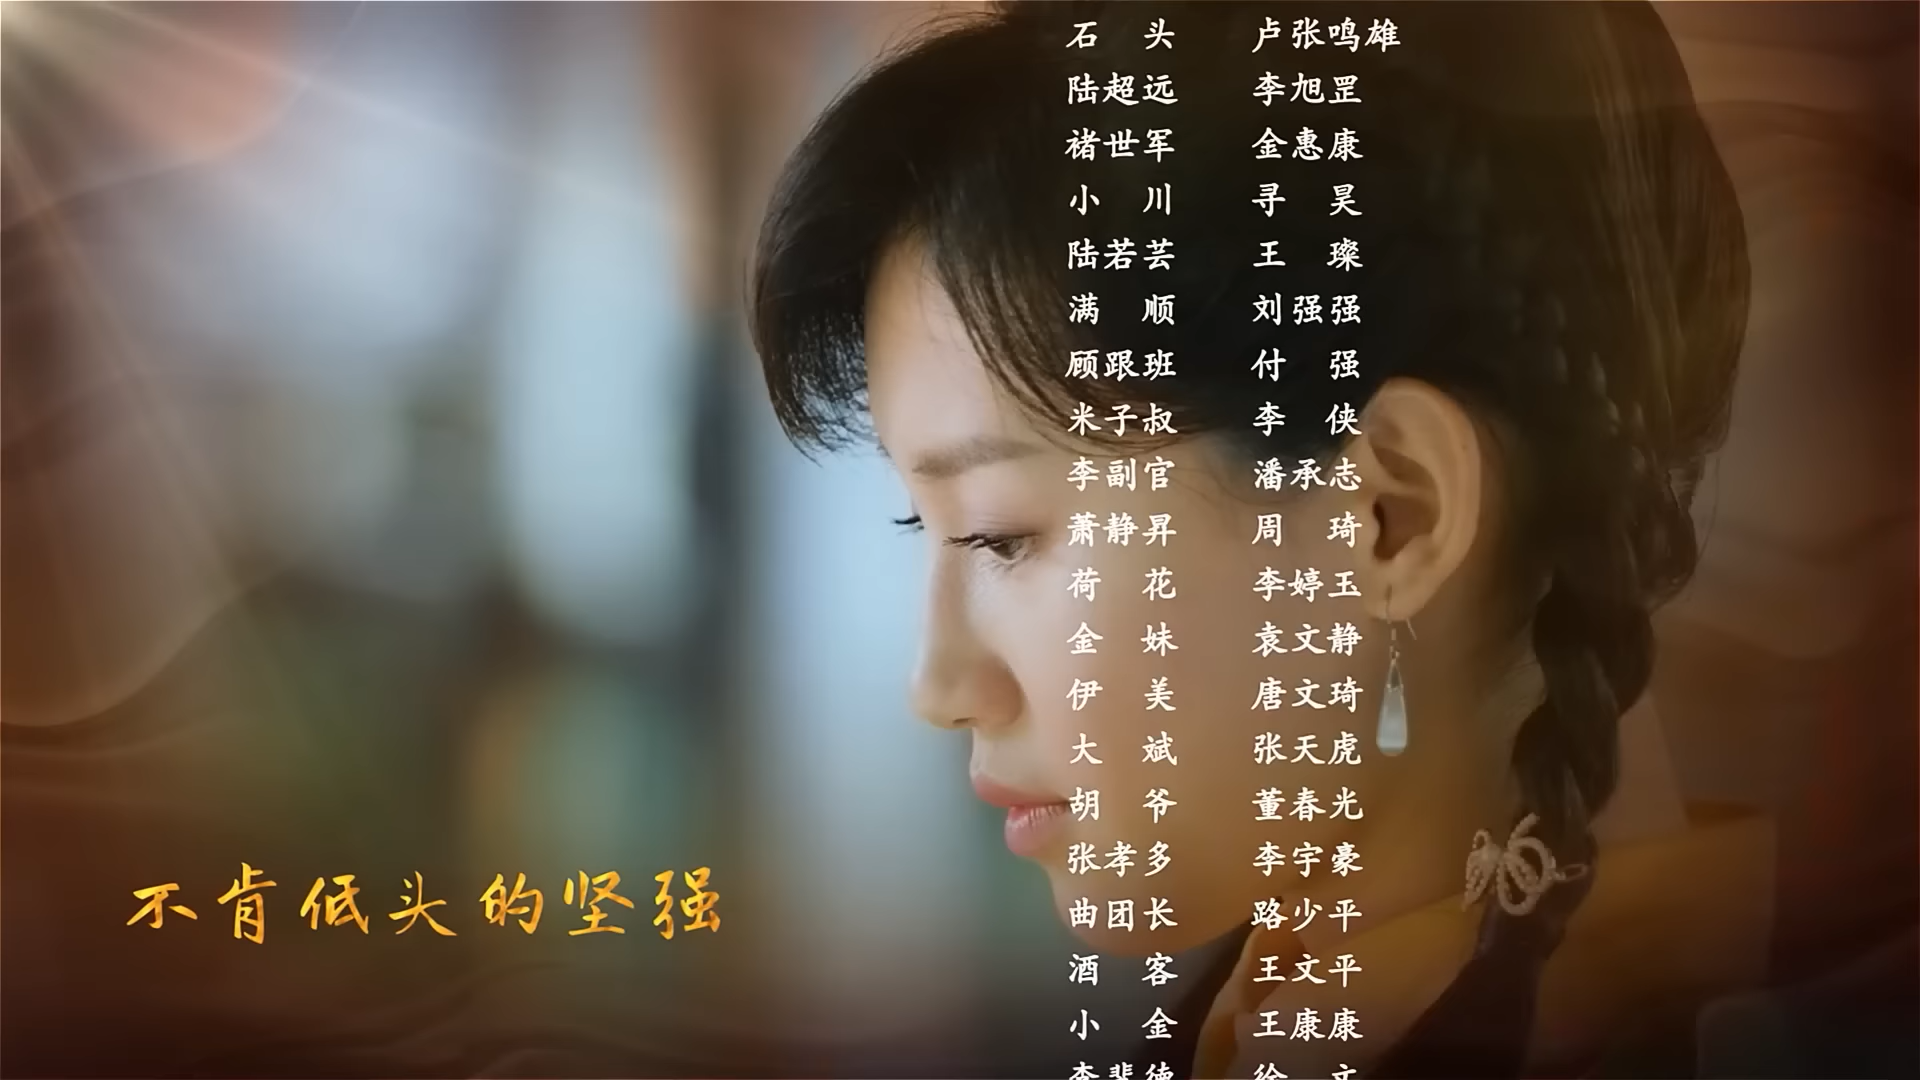 石头 卢张鸣雄
陆超远 李旭罡
褚世军 金惠康
小川 寻昊
陆若芸 王璨
满顺 刘强强
顾跟班 付强
米子叔 李侠
李副官 潘承志
萧静昇 周琦
荷花 李婷玉
金妹 袁文静
伊美 唐文琦
大斌 张天虎
胡爷 董春光
张孝多 李宇豪
曲团长 路少平
酒客 王文平
小金 王康康
不肯低头的坚强